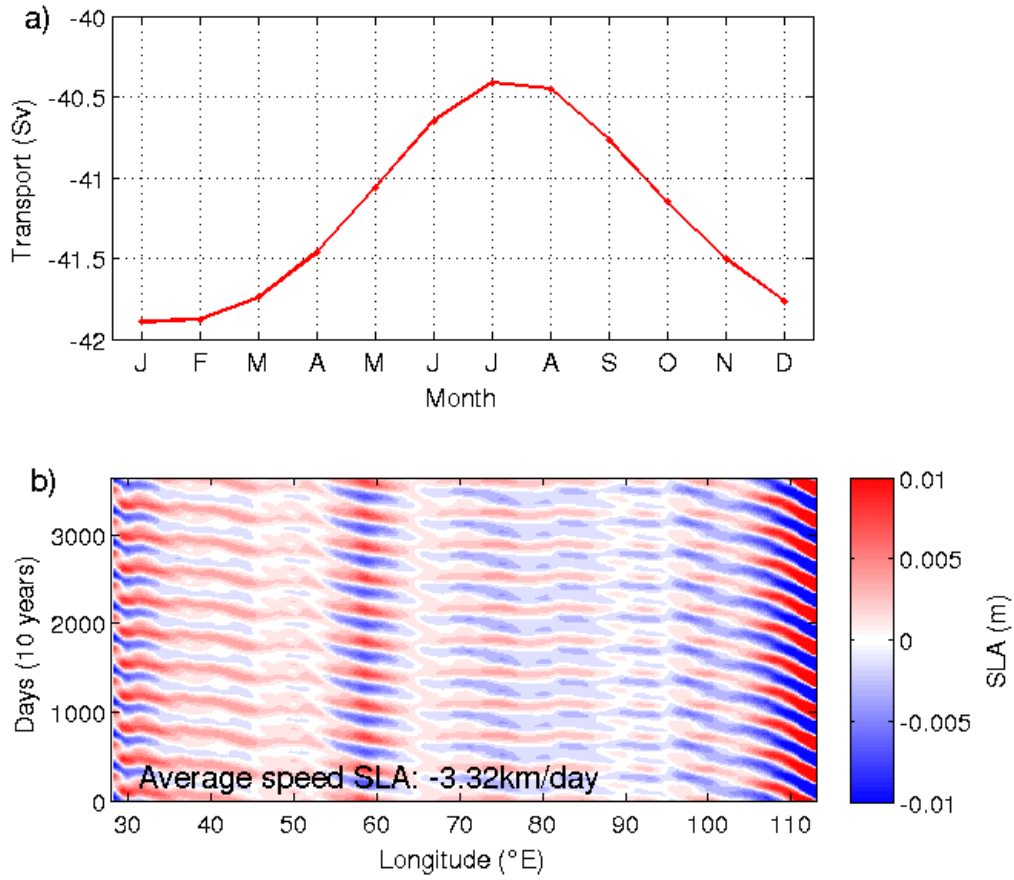 a)
-40
-40.5
-41
-41.5
-42
Transport (Sv)
J F M A M J J A S O N D
Month
b)
3000
2000
1000
0
Days (10 years)
Average speed SLA: -3.32km/day
30 40 50 60 70 80 90 100 110
Longitude (°E)
0.01
0.005
0
-0.005
-0.01
SLA (m)